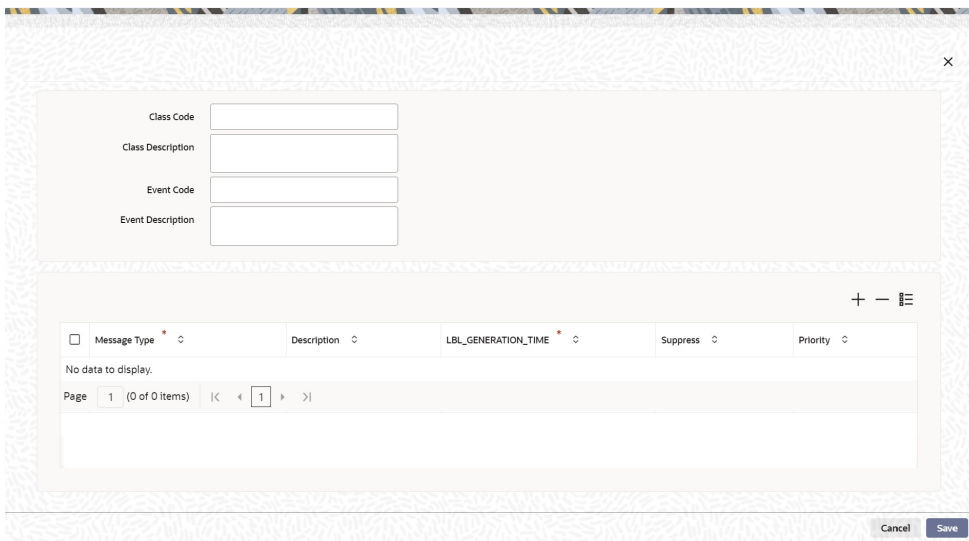 Class Code
Class Description
Event Code
Event Description
Message Type * Description LBL_GENERATION_TIME * Suppress Priority
No data to display.
Page 1 (0 of 0 items) 1
Cancel Save